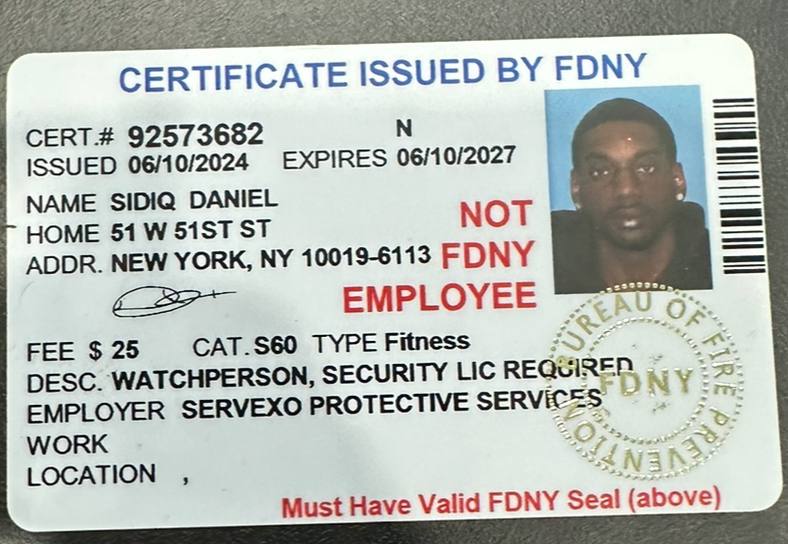 CERTIFICATE ISSUED BY FDNY
CERT.# 92573682 N
ISSUED 06/10/2024 EXPIRES 06/10/2027
NAME SIDIQ DANIEL
HOME 51 W 51ST ST
ADDR. NEW YORK, NY 10019-6113
NOT
FDNY
EMPLOYEE
FEE $ 25 CAT. S60 TYPE Fitness
DESC. WATCHPERSON, SECURITY LIC REQUIRED
EMPLOYER SERVEXO PROTECTIVE SERVICES
WORK
LOCATION ,
BUREAU OF FIRE PREVENTION
FDNY
Must Have Valid FDNY Seal (above)